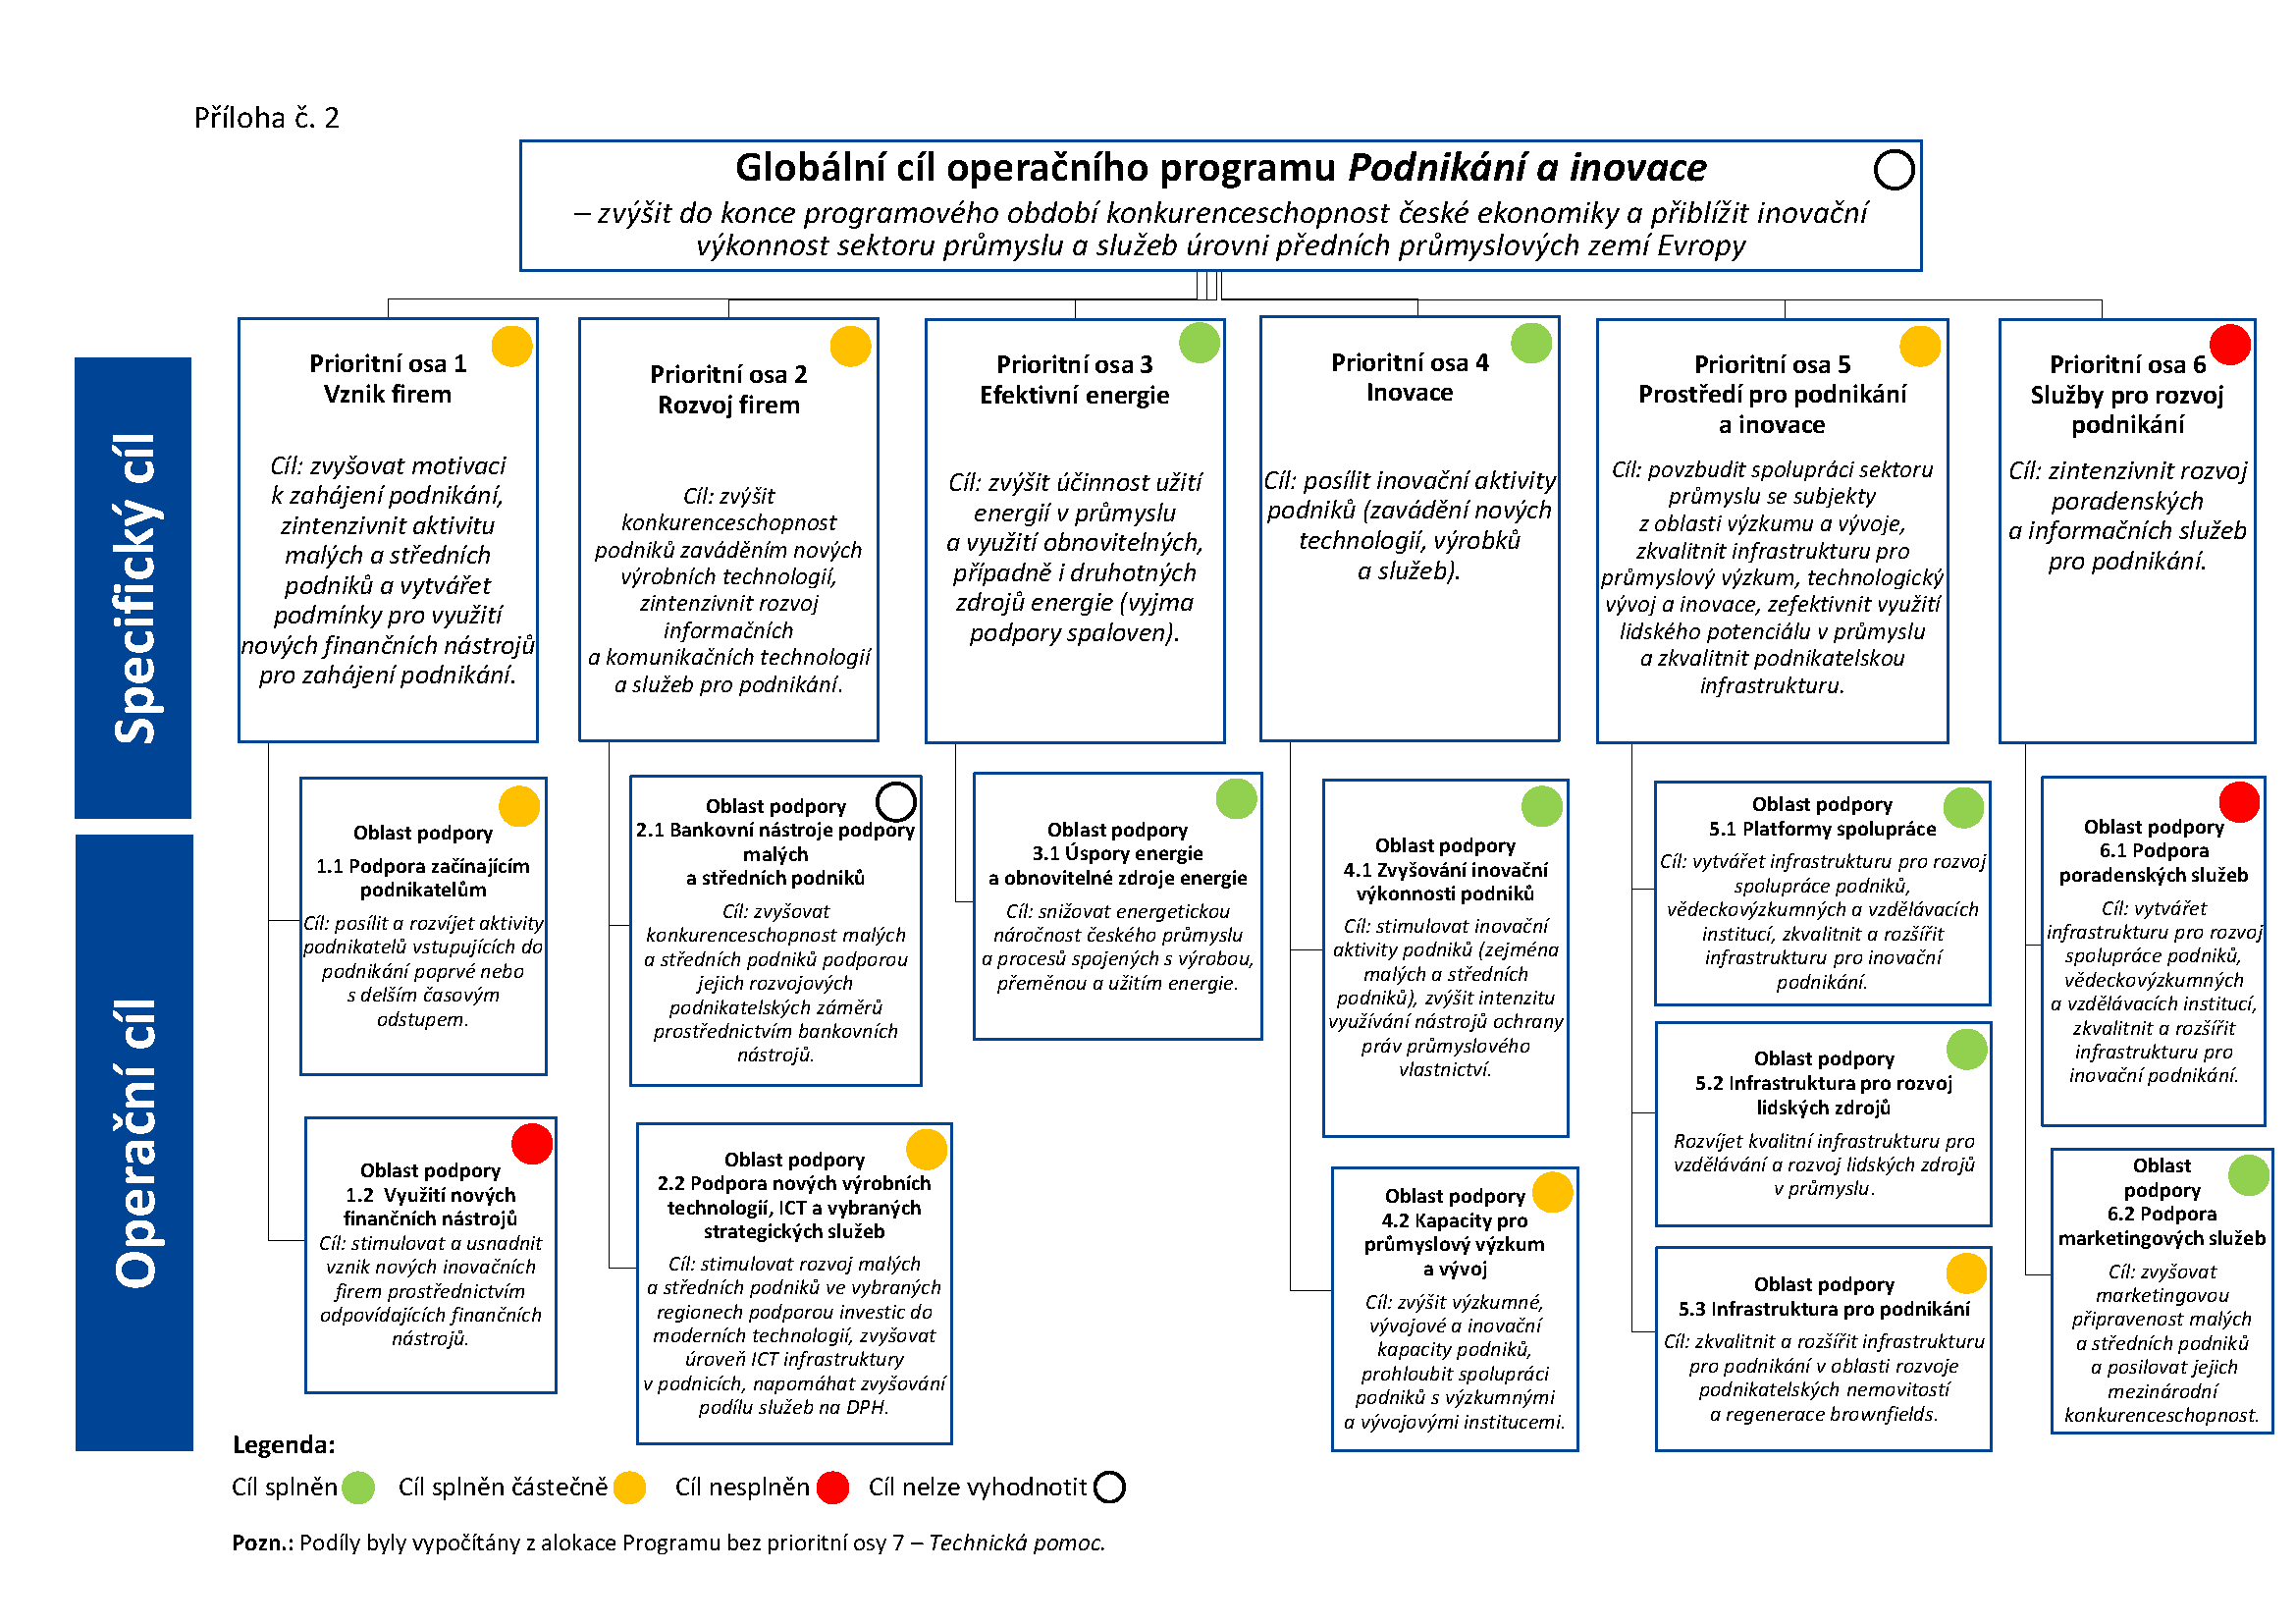 Příloha č. 2
Globální cíl operačního programu Podnikání a inovace
– zvýšit do konce programového období konkurenceschopnost české ekonomiky a přiblížit inovační
výkonnost sektoru průmyslu a služeb úrovni předních průmyslových zemí Evropy
Specifický cíl
Prioritní osa 1
Vznik firem
Cíl: zvyšovat motivaci
k zahájení podnikání,
zintenzivnit aktivitu
malých a středních
podniků a vytvářet
podmínky pro využití
nových finančních nástrojů
pro zahájení podnikání.
Prioritní osa 2
Rozvoj firem
Cíl: zvýšit
konkurenceschopnost
podniků zaváděním nových
výrobních technologií,
zintenzivnit rozvoj
informačních
a komunikačních technologií
a služeb pro podnikání.
Prioritní osa 3
Efektivní energie
Cíl: zvýšit účinnost užití
energií v průmyslu
a využití obnovitelných,
případně i druhotných
zdrojů energie (vyjma
podpory spaloven).
Prioritní osa 4
Inovace
Cíl: posílit inovační aktivity
podniků (zavádění nových
technologií, výrobků
a služeb).
Prioritní osa 5
Prostředí pro podnikání
a inovace
Cíl: povzbudit spolupráci sektoru
průmyslu se subjekty
z oblasti výzkumu a vývoje,
zkvalitnit infrastrukturu pro
průmyslový výzkum, technologický
vývoj a inovace, zefektivnit využití
lidského potenciálu v průmyslu
a zkvalitnit podnikatelskou
infrastrukturu.
Prioritní osa 6
Služby pro rozvoj
podnikání
Cíl: zintenzivnit rozvoj
poradenských
a informačních služeb
pro podnikání.
Operační cíl
Oblast podpory
1.1 Podpora začínajícím
podnikatelům
Cíl: posílit a rozvíjet aktivity
podnikatelů vstupujících do
podnikání poprvé nebo
s delším časovým
odstupem.
Oblast podpory
1.2 Využití nových
finančních nástrojů
Cíl: stimulovat a usnadnit
vznik nových inovačních
firem prostřednictvím
odpovídajících finančních
nástrojů.
Oblast podpory
2.1 Bankovní nástroje podpory
malých
a středních podniků
Cíl: zvyšovat
konkurenceschopnost malých
a středních podniků podporou
jejich rozvojových
podnikatelských záměrů
prostřednictvím bankovních
nástrojů.
Oblast podpory
2.2 Podpora nových výrobních
technologií, ICT a vybraných
strategických služeb
Cíl: stimulovat rozvoj malých
a středních podniků ve vybraných
regionech podporou investic do
moderních technologií, zvyšovat
úroveň ICT infrastruktury
v podnicích, napomáhat zvyšování
podílu služeb na DPH.
Oblast podpory
3.1 Úspory energie
a obnovitelné zdroje energie
Cíl: snižovat energetickou
náročnost českého průmyslu
a procesů spojených s výrobou,
přeměnou a užitím energie.
Oblast podpory
4.1 Zvyšování inovační
výkonnosti podniků
Cíl: stimulovat inovační
aktivity podniků (zejména
malých a středních
podniků), zvýšit intenzitu
využívání nástrojů ochrany
práv průmyslového
vlastnictví.
Oblast podpory
4.2 Kapacity pro
průmyslový výzkum
a vývoj
Cíl: zvýšit výzkumné,
vývojové a inovační
kapacity podniků,
prohloubit spolupráci
podniků s výzkumnými
a vývojovými institucemi.
Oblast podpory
5.1 Platformy spolupráce
Cíl: vytvářet infrastrukturu pro rozvoj
spolupráce podniků,
vědeckovýzkumných a vzdělávacích
institucí, zkvalitnit a rozšířit
infrastrukturu pro inovační
podnikání.
Oblast podpory
5.2 Infrastruktura pro rozvoj
lidských zdrojů
Rozvíjet kvalitní infrastrukturu pro
vzdělávání a rozvoj lidských zdrojů
v průmyslu.
Oblast podpory
5.3 Infrastruktura pro podnikání
Cíl: zkvalitnit a rozšířit infrastrukturu
pro podnikání v oblasti rozvoje
podnikatelských nemovitostí
a regenerace brownfields.
Oblast podpory
6.1 Podpora
poradenských služeb
Cíl: vytvářet
infrastrukturu pro rozvoj
spolupráce podniků,
vědeckovýzkumných
a vzdělávacích institucí,
zkvalitnit a rozšířit
infrastrukturu pro
inovační podnikání.
Oblast
podpory
6.2 Podpora
marketingových služeb
Cíl: zvyšovat
marketingovou
připravenost malých
a středních podniků
a posilovat jejich
mezinárodní
konkurenceschopnost.
Legenda:
Cíl splněn Cíl splněn částečně Cíl nesplněn Cíl nelze vyhodnotit
Pozn.: Podíly byly vypočítány z alokace Programu bez prioritní osy 7 – Technická pomoc.